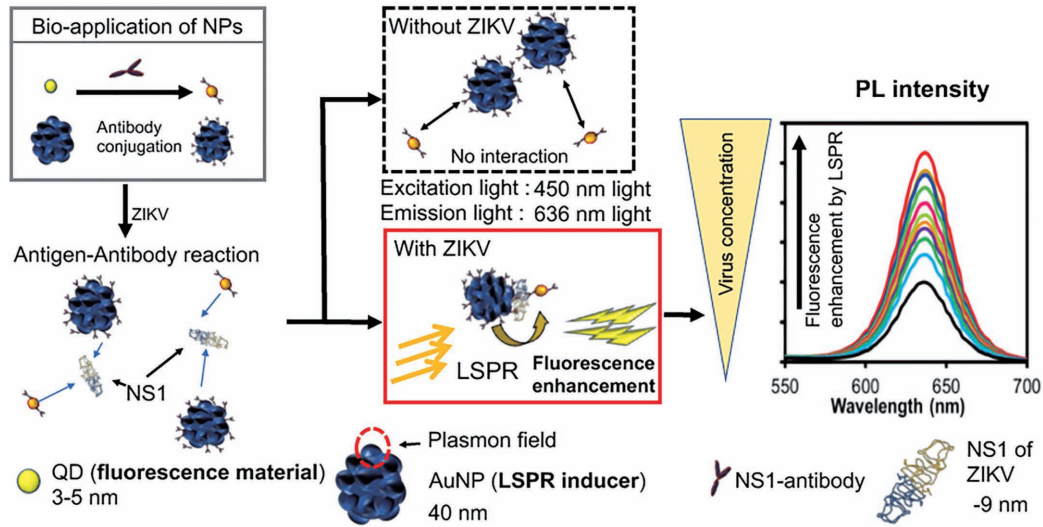 Bio-application of NPs
Antibody
conjugation
ZIKV
Antigen-Antibody reaction
NS1
QD (fluorescence material)
3-5 nm
Without ZIKV
No interaction
Excitation light : 450 nm light
Emission light : 636 nm light
With ZIKV
LSPR
Fluorescence
enhancement
Plasmon field
AuNP (LSPR inducer)
40 nm
Virus concentration
PL intensity
Fluorescence
enhancement by LSPR
550
600
650
700
Wavelength (nm)
NS1-antibody
NS1 of
ZIKV
-9 nm